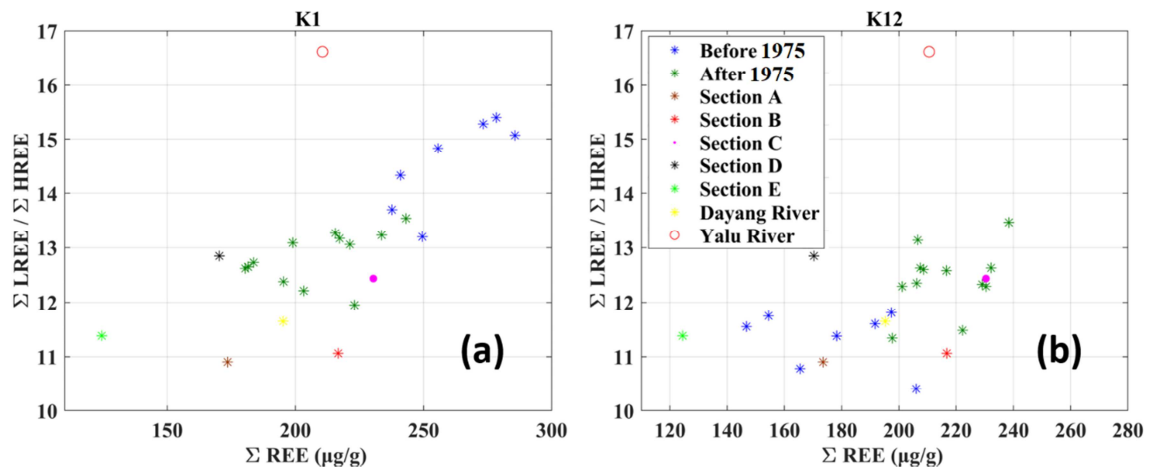 K1
17
16
15
14
13
12
11
10
Σ LREE / Σ HREE
150
200
250
300
Σ REE (μg/g)
(a)
K12
17
16
15
14
13
12
11
10
Σ LREE / Σ HREE
Before 1975
After 1975
Section A
Section B
Section C
Section D
Section E
Dayang River
Yalu River
120
140
160
180
200
220
240
260
280
Σ REE (μg/g)
(b)